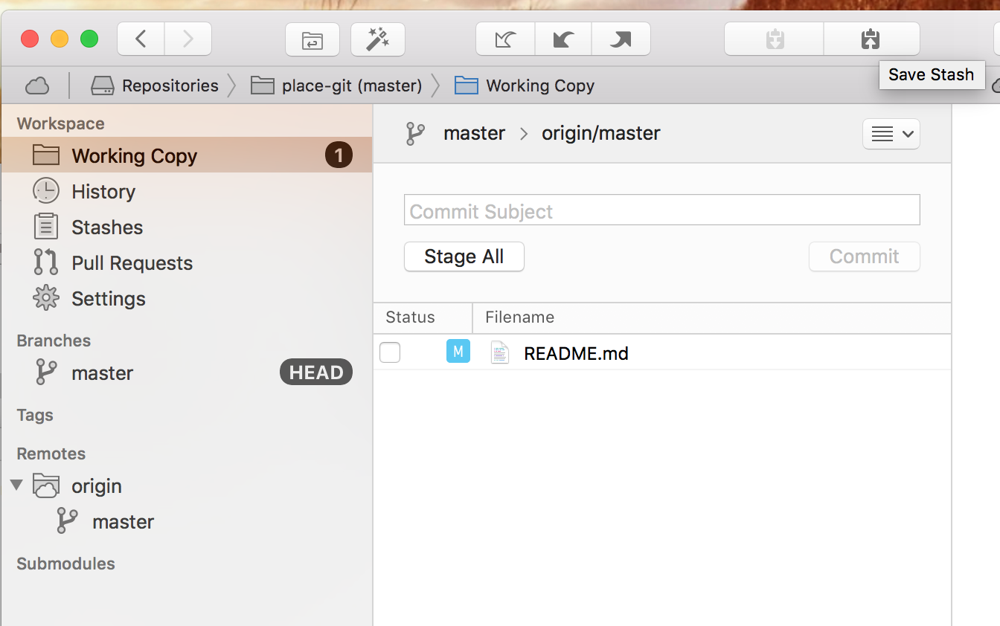 Repositories
place-git (master)
Working Copy
Save Stash
Workspace
Working Copy
1
History
Stashes
Pull Requests
Settings
Branches
master
HEAD
Tags
Remotes
origin
master
Submodules
master
origin/master
Commit Subject
Stage All
Commit
Status
Filename
M
README.md